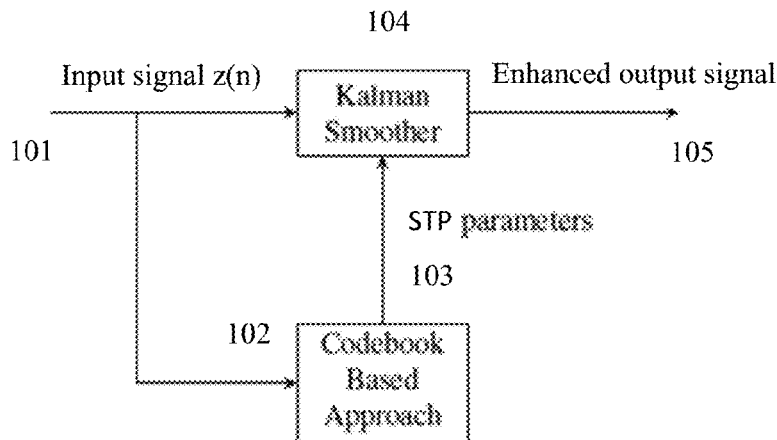 104
Input signal z(n)
Enhanced output signal
Kalman
Smoother
101
105
STP parameters
103
102
Codebook
Based
Approach